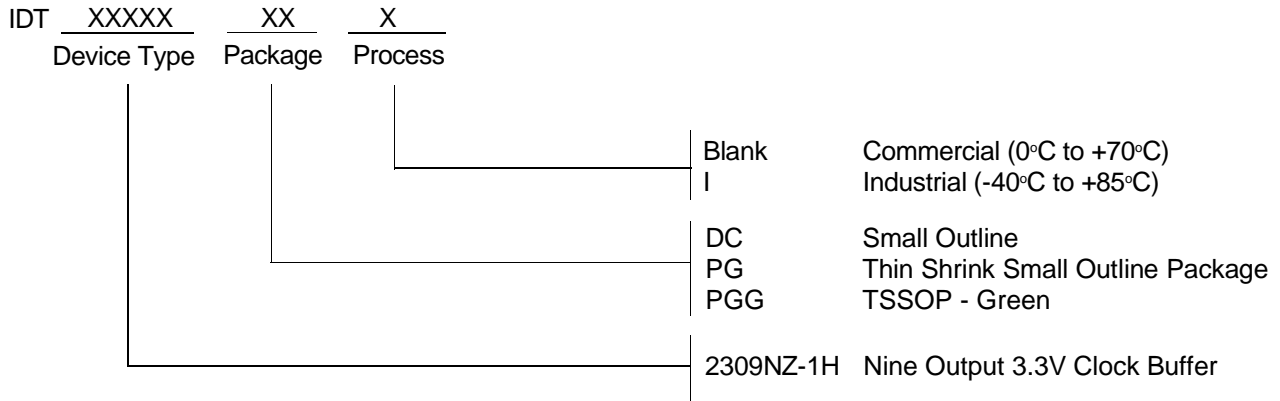 IDT XXXXX XX X
Device Type Package Process
Blank Commercial (0°C to +70°C)
I Industrial (-40°C to +85°C)
DC Small Outline
PG Thin Shrink Small Outline Package
PGG TSSOP - Green
2309NZ-1H Nine Output 3.3V Clock Buffer